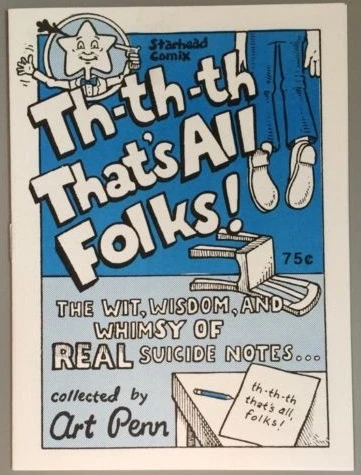 Starhead
Comix
Th-th-th
That's All
Folks!
75¢
THE WIT, WISDOM, AND
WHIMSY OF
REAL SUICIDE NOTES...
collected by
Art Penn
th-th-th
that's all,
folks!